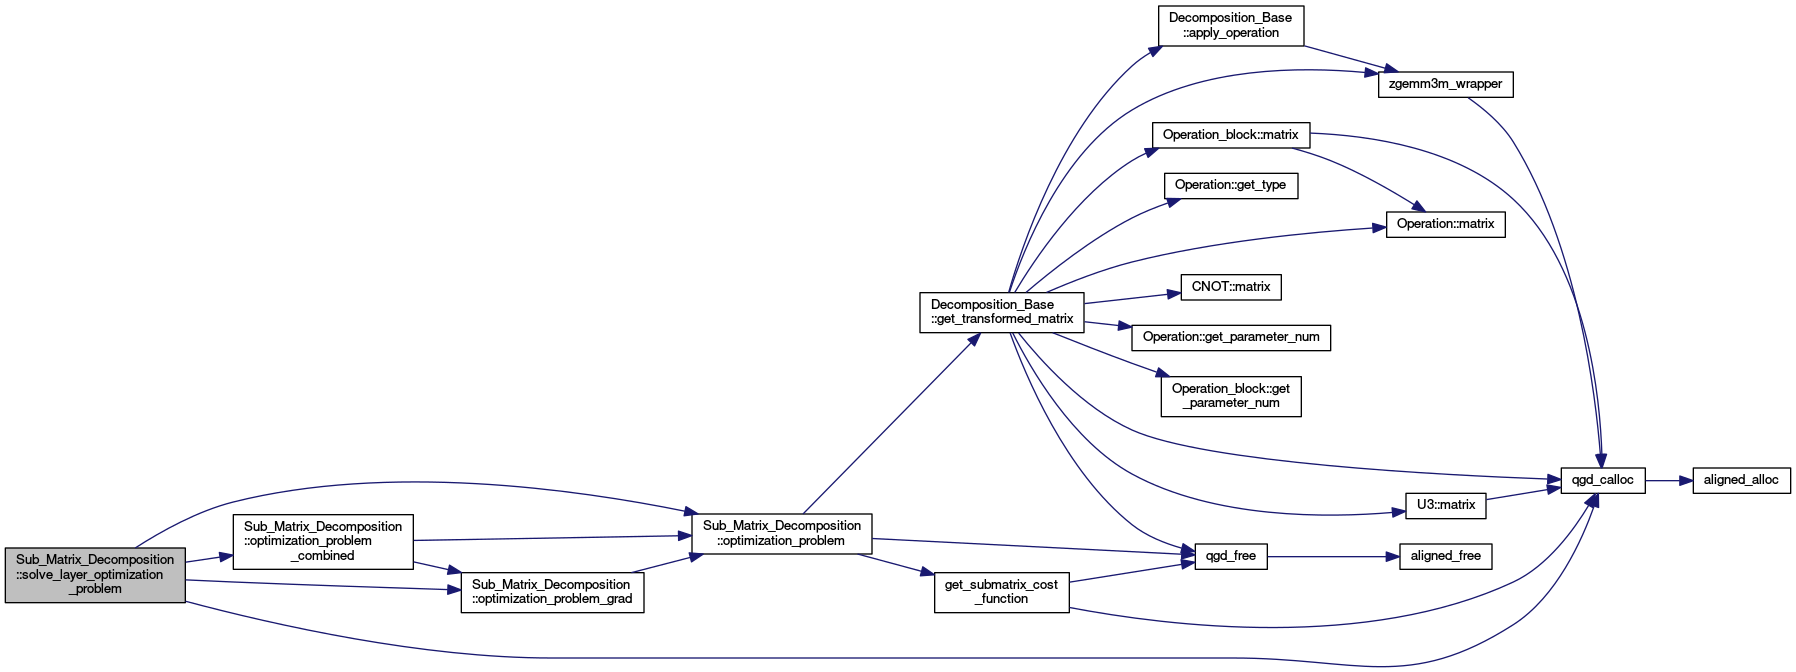 Decomposition_Base
::apply_operation
zgemm3m_wrapper
Operation_block::matrix
Operation::get_type
Operation::matrix
CNOT::matrix
Decomposition_Base
::get_transformed_matrix
Operation::get_parameter_num
Operation_block::get
_parameter_num
qgd_calloc
aligned_alloc
U3::matrix
Sub_Matrix_Decomposition
::optimization_problem
Sub_Matrix_Decomposition
::optimization_problem
_combined
qgd_free
aligned_free
Sub_Matrix_Decomposition
::solve_layer_optimization
_problem
Sub_Matrix_Decomposition
::optimization_problem_grad
get_submatrix_cost
_function